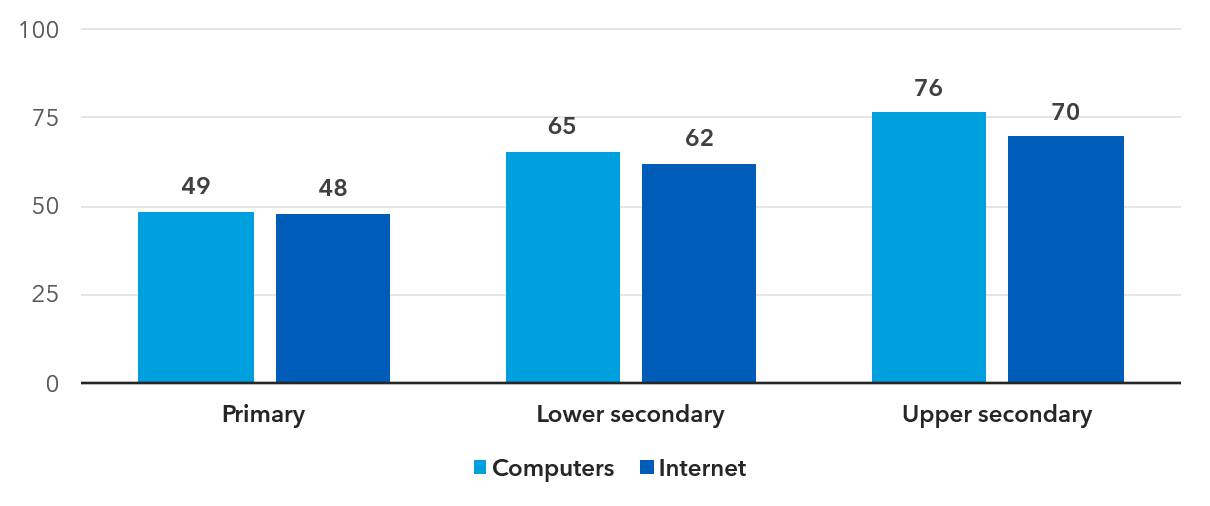 100
75
50
25
0
49
48
65
62
76
70
Primary
Lower secondary
Upper secondary
Computers
Internet